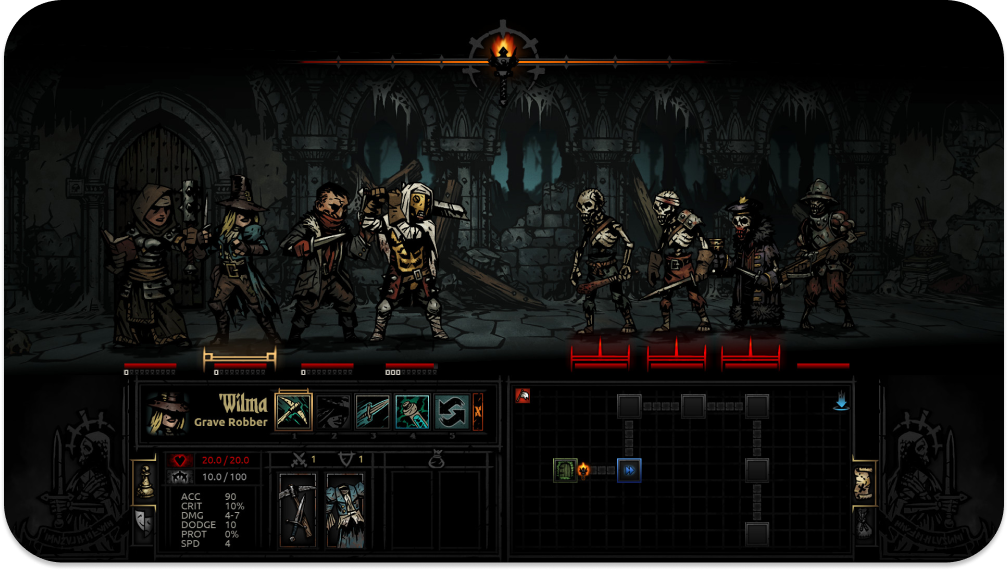 Wilma
Grave Robber
X
1 2 3 4 5
20.0 / 20.0
1
1
10.0 / 100
ACC 90
CRIT 10%
DMG 4-7
DODGE 10
PROT 0%
SPD 4